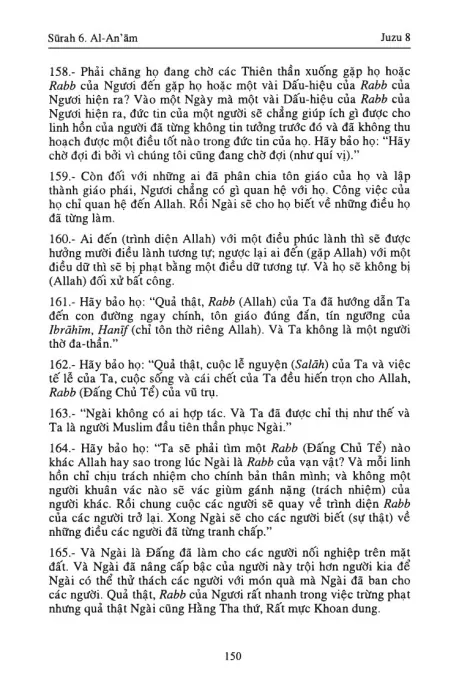 Sūrah 6. Al-An’ām Juzu 8
158.- Phải chăng họ đang chờ các Thiên thần xuống gặp họ hoặc
Rabb của Ngươi đến gặp họ hoặc một vài Dấu-hiệu của Rabb của
Ngươi hiện ra? Vào một Ngày mà một vài Dấu-hiệu của Rabb của
Ngươi hiện ra, đức tin của một người sẽ chẳng giúp ích gì được cho
linh hồn của người đã từng không tin tưởng trước đó và đã không thu
hoạch được một điều tốt nào trong đức tin của họ. Hãy bảo họ: “Hãy
chờ đợi đi bởi vì chúng tôi cũng đang chờ đợi (như quí vị).”
159.- Còn đối với những ai đã phân chia tôn giáo của họ và lập
thành giáo phái, Ngươi chẳng có gì quan hệ với họ. Công việc của
họ chỉ quan hệ đến Allah. Rồi Ngài sẽ cho họ biết về những điều họ
đã từng làm.
160.- Ai đến (trình diện Allah) với một điều phúc lành thì sẽ được
hưởng mười điều lành tương tự; ngược lại ai đến (gặp Allah) với một
điều dữ thì sẽ bị phạt bằng một điều dữ tương tự. Và họ sẽ không bị
(Allah) đối xử bất công.
161.- Hãy bảo họ: “Quả thật, Rabb (Allah) của Ta đã hướng dẫn Ta
đến con đường ngay chính, tôn giáo đúng đắn, tín ngưỡng của
Ibrāhīm, Hanīf (chỉ tôn thờ riêng Allah). Và Ta không là một người
thờ đa-thần.”
162.- Hãy bảo họ: “Quả thật, cuộc lễ nguyện (Salāh) của Ta và việc
tế lễ của Ta, cuộc sống và cái chết của Ta đều hiến trọn cho Allah,
Rabb (Đấng Chủ Tể) của vũ trụ.
163.- “Ngài không có ai hợp tác. Và Ta đã được chỉ thị như thế và
Ta là người Muslim đầu tiên thần phục Ngài.”
164.- Hãy bảo họ: “Ta sẽ phải tìm một Rabb (Đấng Chủ Tể) nào
khác Allah hay sao trong lúc Ngài là Rabb của vạn vật? Và mỗi linh
hồn chỉ chịu trách nhiệm cho chính bản thân mình; và không một
người khuân vác nào sẽ vác giùm gánh nặng (trách nhiệm) của
người khác. Rồi chung cuộc các người sẽ quay về trình diện Rabb
của các người trở lại. Xong Ngài sẽ cho các người biết (sự thật) về
những điều các người đã từng tranh chấp.”
165.- Và Ngài là Đấng đã làm cho các người nối nghiệp trên mặt
đất. Và Ngài đã nâng cấp bậc của người này trội hơn người kia để
Ngài có thể thử thách các người với món quà mà Ngài đã ban cho
các người. Quả thật, Rabb của Ngươi rất nhanh trong việc trừng phạt
nhưng quả thật Ngài cũng Hằng Tha thứ, Rất mực Khoan dung.
150